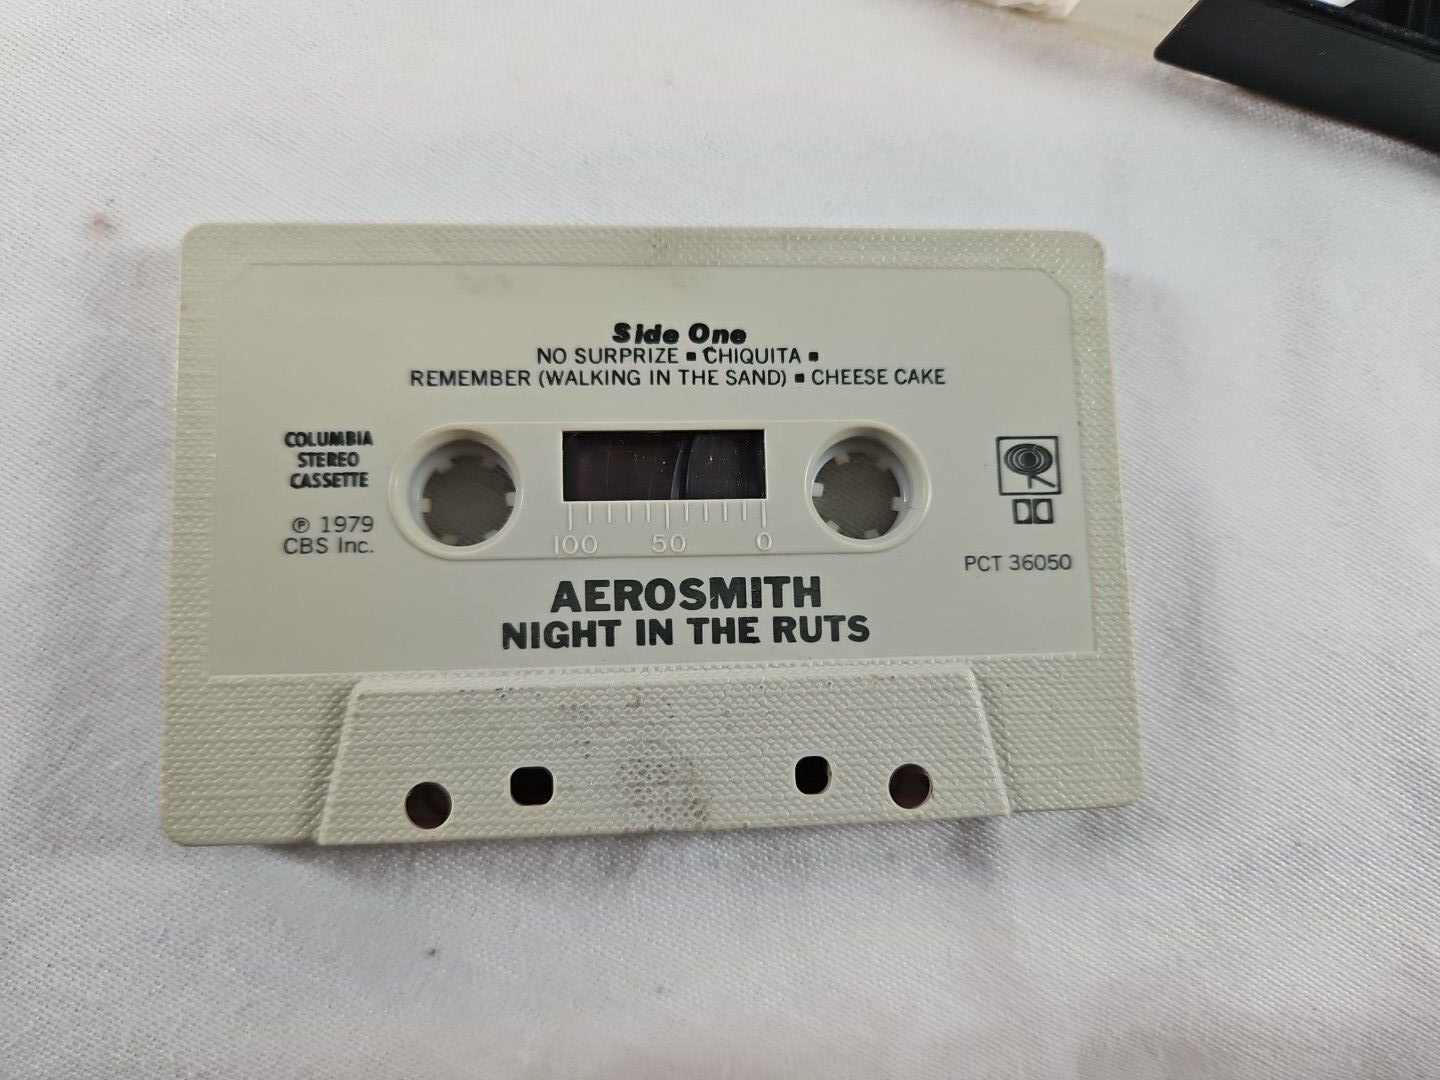 Side One
NO SURPRIZE ▪ CHIQUITA ▪
REMEMBER (WALKING IN THE SAND) ▪ CHEESE CAKE
COLUMBIA
STEREO
CASSETTE
℗ 1979
CBS Inc.
100 50 0
PCT 36050
AEROSMITH
NIGHT IN THE RUTS